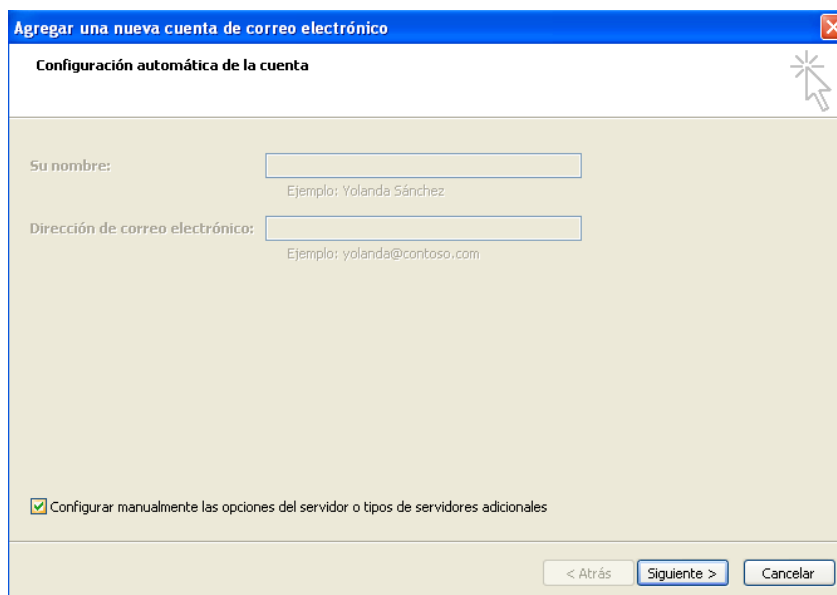 Agregar una nueva cuenta de correo electrónico
Configuración automática de la cuenta
Su nombre:
Ejemplo: Yolanda Sánchez
Dirección de correo electrónico:
Ejemplo: yolanda@contoso.com
Configurar manualmente las opciones del servidor o tipos de servidores adicionales
< Atrás Siguiente > Cancelar